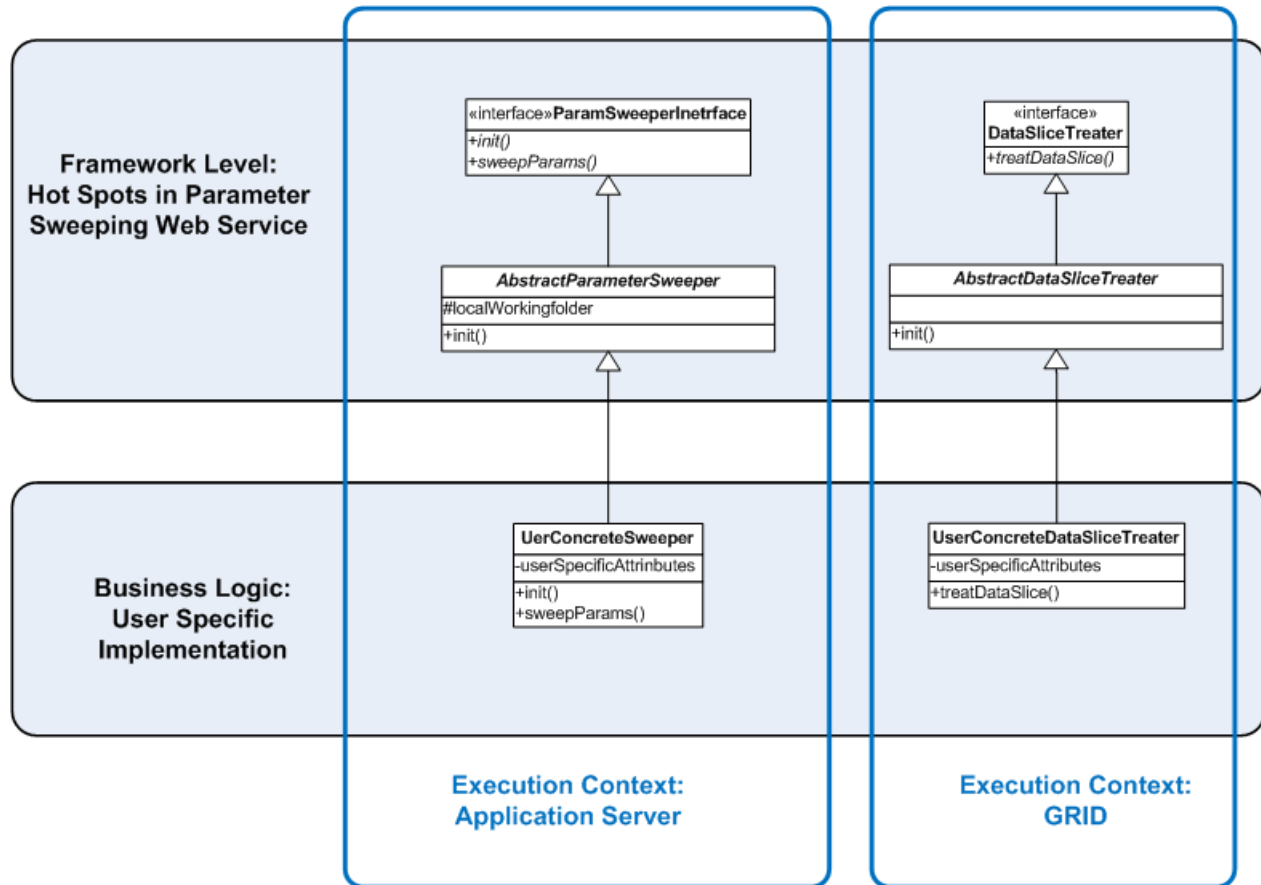 Framework Level:
Hot Spots in Parameter
Sweeping Web Service
«interface»ParamSweeperInetrface
+init()
+sweepParams()
«interface»
DataSliceTreater
+treatDataSlice()
AbstractParameterSweeper
#localWorkingfolder
+init()
AbstractDataSliceTreater
+init()
Business Logic:
User Specific
Implementation
UerConcreteSweeper
-userSpecificAttrinbutes
+init()
+sweepParams()
UserConcreteDataSliceTreater
-userSpecificAttributes
+treatDataSlice()
Execution Context:
Application Server
Execution Context:
GRID